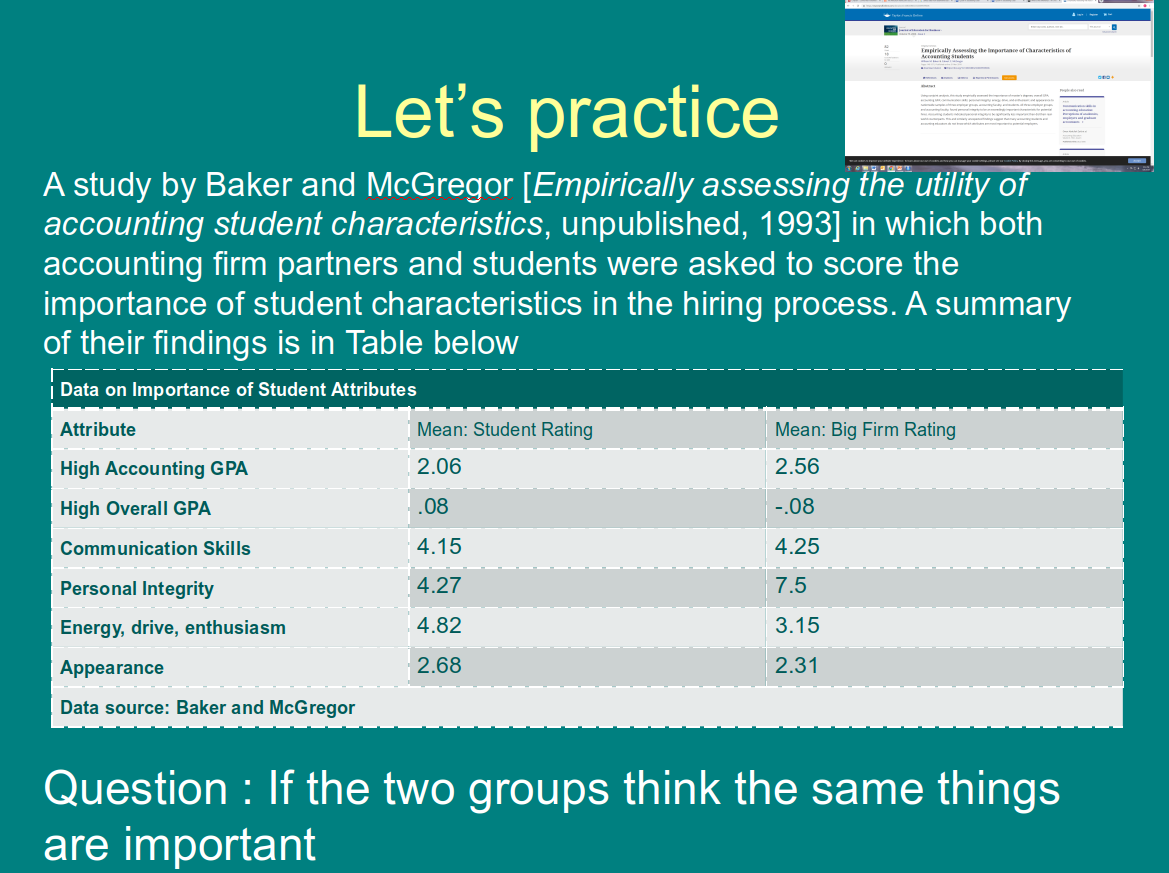 Let's practice
Empirically Assessing the Importance of Characteristics of
Accounting Students
Abstract
A study by Baker and McGregor [Empirically assessing the utility of
accounting student characteristics, unpublished, 1993] in which both
accounting firm partners and students were asked to score the
importance of student characteristics in the hiring process. A summary
of their findings is in Table below
Data on Importance of Student Attributes
Attribute Mean: Student Rating Mean: Big Firm Rating
High Accounting GPA 2.06 2.56
High Overall GPA .08 -.08
Communication Skills 4.15 4.25
Personal Integrity 4.27 7.5
Energy, drive, enthusiasm 4.82 3.15
Appearance 2.68 2.31
Data source: Baker and McGregor
Question : If the two groups think the same things
are important